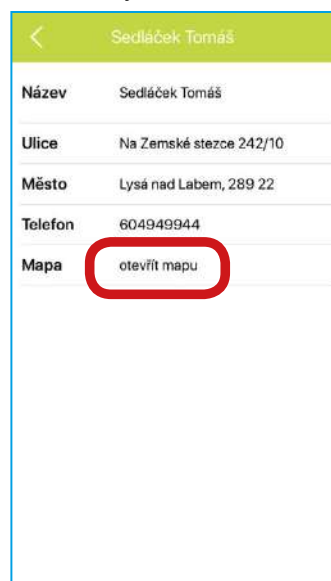 Sedláček Tomáš
Název Sedláček Tomáš
Ulice Na Zemské stezce 242/10
Město Lysá nad Labem, 289 22
Telefon 604949944
Mapa otevřít mapu